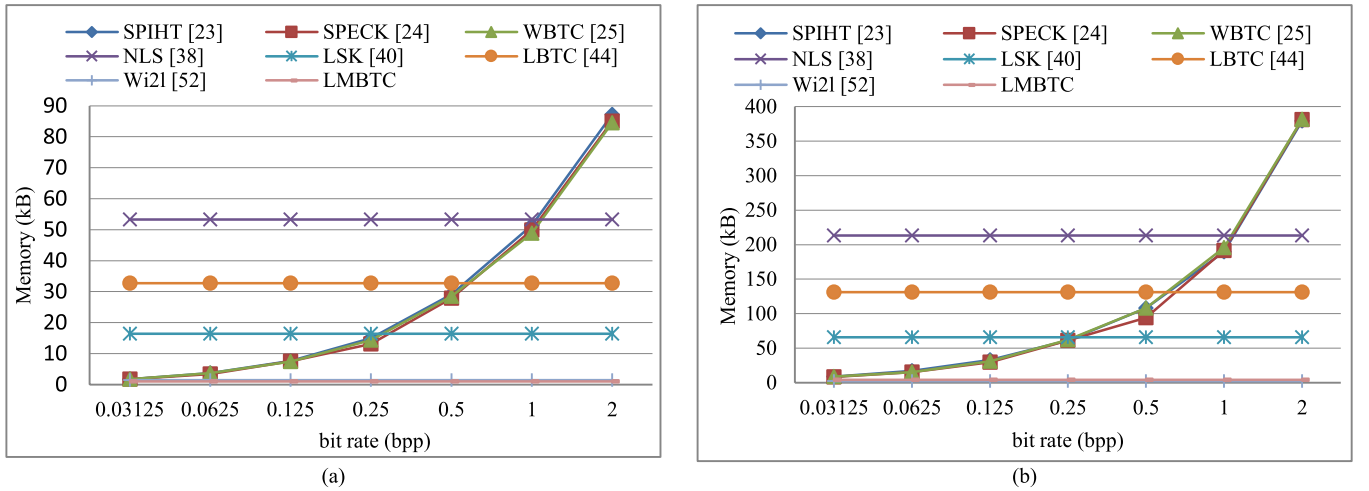 SPIHT [23] SPECK [24] WBTC [25]
NLS [38] LSK [40] LBTC [44]
Wi2l [52] LMBTC
90
80
70
60
50
40
30
20
10
0
Memory (kB)
0.03125 0.0625 0.125 0.25 0.5 1 2
bit rate (bpp)
(a)
SPIHT [23] SPECK [24] WBTC [25]
NLS [38] LSK [40] LBTC [44]
Wi2l [52] LMBTC
400
350
300
250
200
150
100
50
0
Memory (kB)
0.03125 0.0625 0.125 0.25 0.5 1 2
bit rate (bpp)
(b)